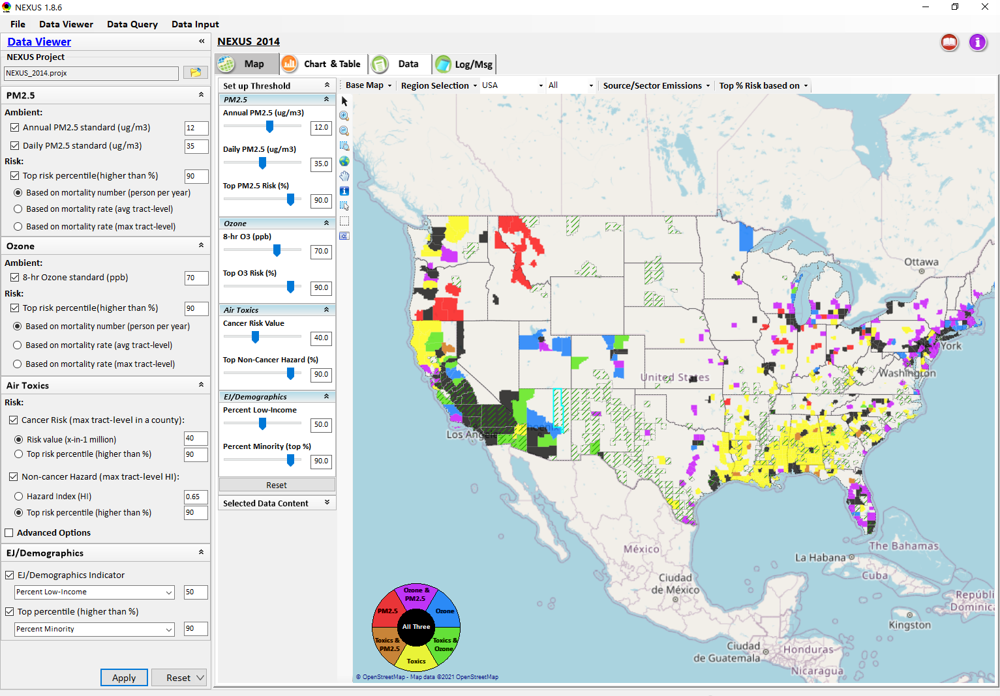 NEXUS 1.8.6
File Data Viewer Data Query Data Input
Data Viewer «
NEXUS Project
NEXUS_2014.projx
PM2.5
Ambient:
Annual PM2.5 standard (ug/m3) 12
Daily PM2.5 standard (ug/m3) 35
Risk:
Top risk percentile(higher than %) 90
Based on mortality number (person per year)
Based on mortality rate (avg tract-level)
Based on mortality rate (max tract-level)
Ozone
Ambient:
8-hr Ozone standard (ppb) 70
Risk:
Top risk percentile(higher than %) 90
Based on mortality number (person per year)
Based on mortality rate (avg tract-level)
Based on mortality rate (max tract-level)
Air Toxics
Risk:
Cancer Risk (max tract-level in a county):
Risk value (x-in-1 million) 40
Top risk percentile (higher than %) 90
Non-cancer Hazard (max tract-level HI):
Hazard Index (HI) 0.65
Top risk percentile (higher than %) 90
Advanced Options
EJ/Demographics
EJ/Demographics Indicator
Percent Low-Income 50
Top percentile (higher than %)
Percent Minority 90
Apply Reset
NEXUS_2014
Map Chart & Table Data Log/Msg
Set up Threshold
PM2.5
Annual PM2.5 (ug/m3)
12.0
Daily PM2.5 (ug/m3)
35.0
Top PM2.5 Risk (%)
90.0
Ozone
8-hr O3 (ppb)
70.0
Top O3 Risk (%)
90.0
Air Toxics
Cancer Risk Value
40.0
Top Non-Cancer Hazard (%)
90.0
EJ/Demographics
Percent Low-Income
50.0
Percent Minority (top %)
90.0
Reset
Selected Data Content
Base Map Region Selection USA All Source/Sector Emissions Top % Risk based on
Ottawa
York
Washington
United States
Los Angeles
México
The Bahamas
La Habana
Cuba
Ciudad
de México
Repúbli
Dominica
Kingston
Ciudad
de Guatemala
Honduras
Nicaragua
Ozone &
PM2.5
PM2.5
Ozone
All Three
Toxics &
PM2.5
Toxics &
Ozone
Toxics
© OpenStreetMap - Map data ©2021 OpenStreetMap